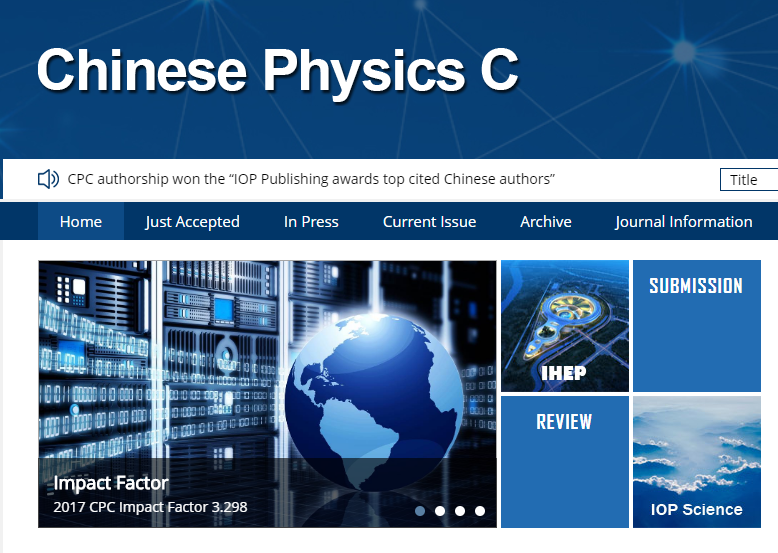 Chinese Physics C
CPC authorship won the “IOP Publishing awards top cited Chinese authors”
Title
Home
Just Accepted
In Press
Current Issue
Archive
Journal Information
IHEP
SUBMISSION
Impact Factor
2017 CPC Impact Factor 3.298
REVIEW
IOP Science